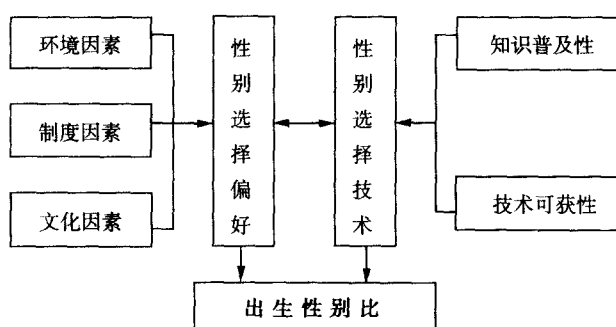 环境因素
制度因素
文化因素
性别选择偏好
性别选择技术
知识普及性
技术可获性
出生性别比